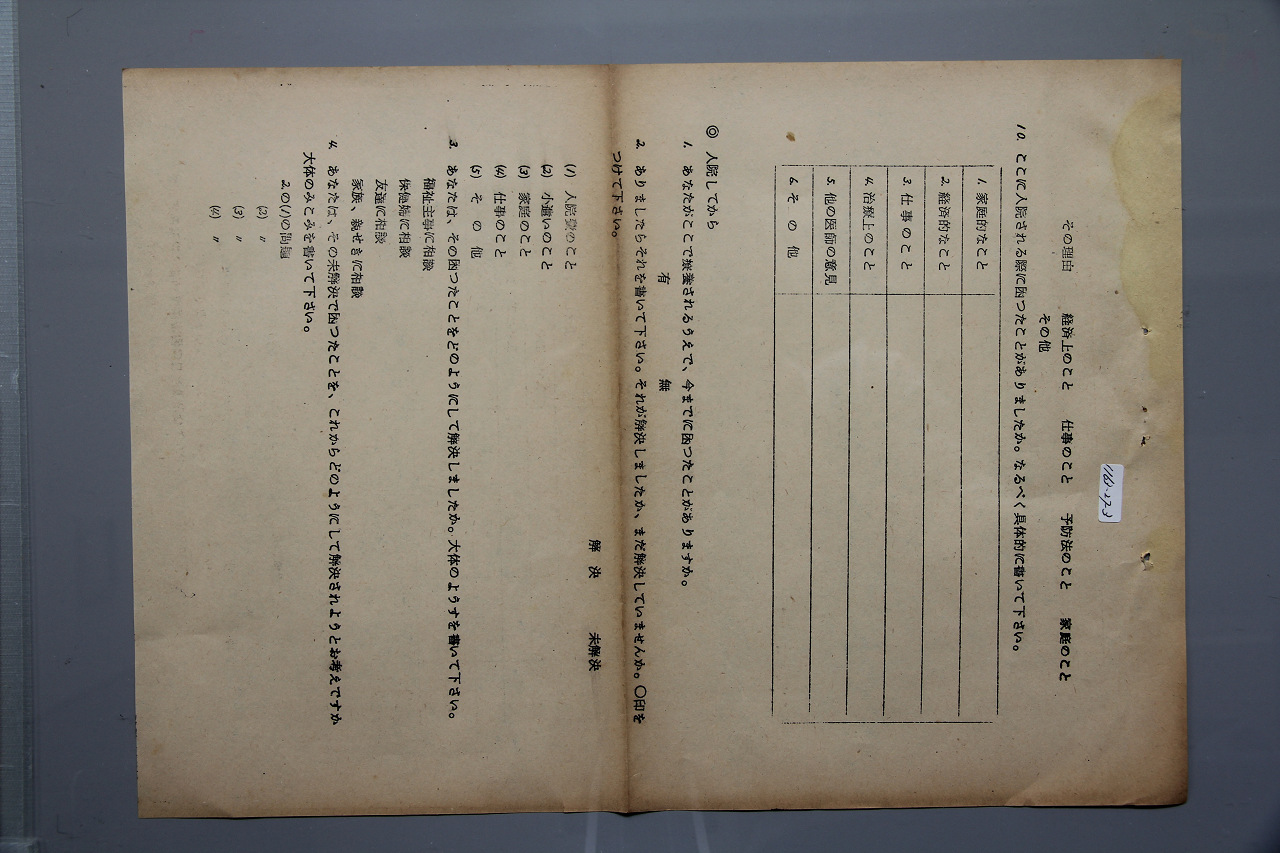 1163-273
その理由　経済上のこと　仕事のこと　予防法のこと　家庭のこと
その他
10. ここに入院される際に困つたことがありましたか。なるべく具体的に書いて下さい。
1. 家庭的なこと
2. 経済的なこと
3. 仕事のこと
4. 治療上のこと
5. 他の医師の意見
6. その他
◎ 入院してから
1. あなたがここで療養されるうえで、今までに困つたことがありますか。
有　無
2. ありましたらそれを書いて下さい。それが解決しましたか、まだ解決していませんか。〇印を
つけて下さい。
解決　未解決
(1) 入院費のこと
(2) 小遣いのこと
(3) 家庭のこと
(4) 仕事のこと
(5) その他
3. あなたは、その困つたことをどのようにして解決しましたか。大体のようすを書いて下さい。
福祉主事に相談
保健婦に相談
友達に相談
家族、親せきに相談
4. あなたは、その未解決で困つたことを、これからどのようにして解決されようとお考えですか
大体のみこみを書いて下さい。
2.の(1)の問題
(2) 〃
(3) 〃
(4) 〃